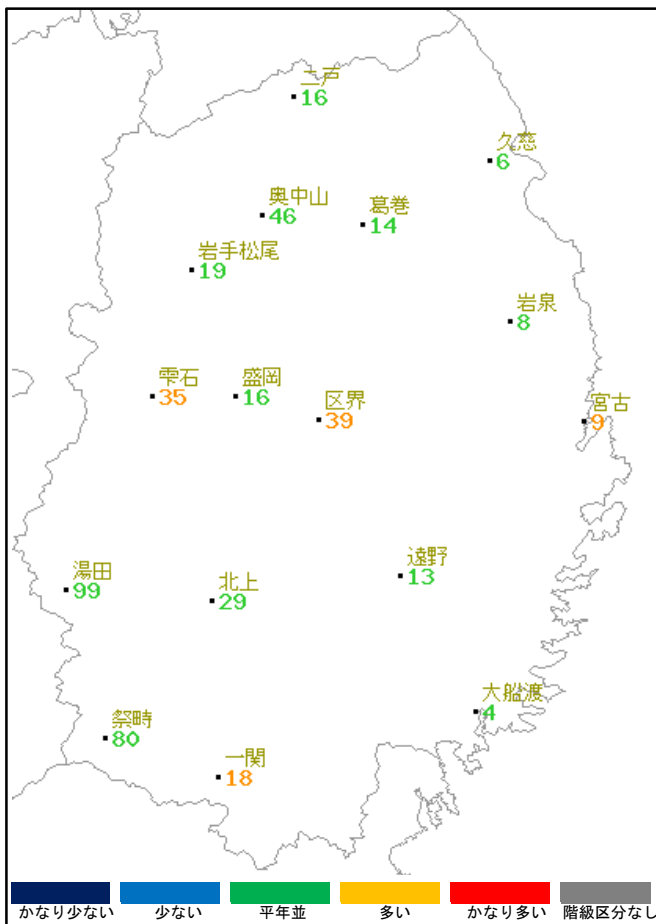 二戸
16
久慈
6
奥中山
46
葛巻
14
岩手松尾
19
岩泉
8
雫石
35
盛岡
16
区界
39
宮古
9
湯田
99
北上
29
遠野
13
大船渡
4
祭畤
80
一関
18
かなり少ない 少ない 平年並 多い かなり多い 階級区分なし